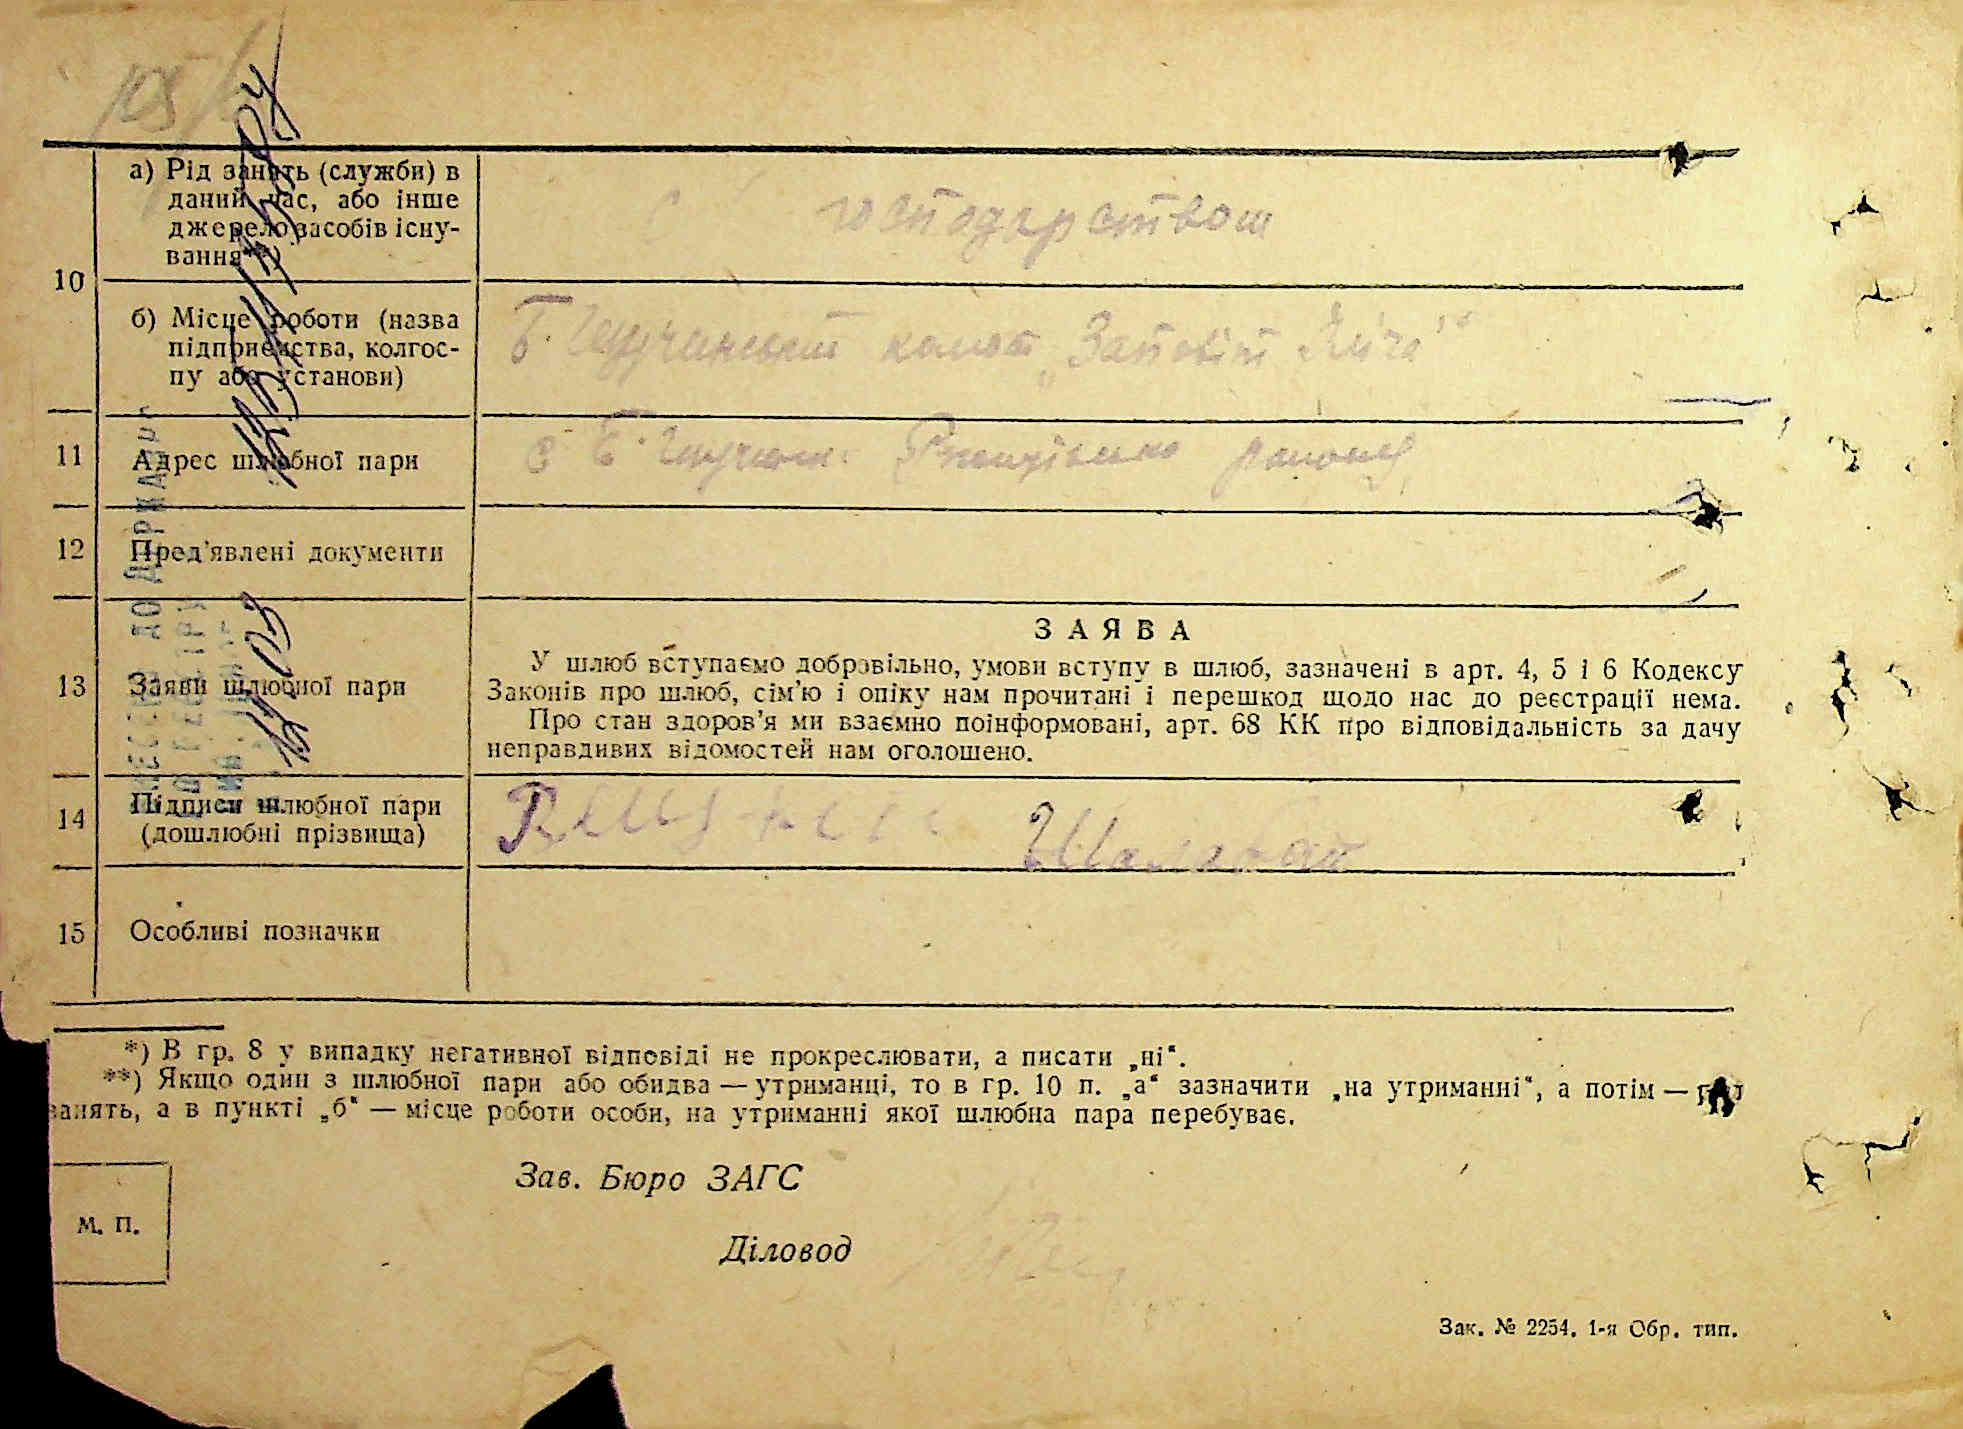 а) Рід занять (служби) в
даний час, або інше
джерело засобів існу-
вання**)
господарством
10
б) Місце роботи (назва
підприємства, колгос-
пу або установи)
Заповіт
11
Адрес шлюбної пари
с Б
району
12
Пред'явлені документи
ЗАЯВА
13
Заяви шлюбної пари
У шлюб вступаємо добровільно, умови вступу в шлюб, зазначені в арт. 4, 5 і 6 Кодексу
Законів про шлюб, сім'ю і опіку нам прочитані і перешкод щодо нас до реєстрації нема.
Про стан здоров'я ми взаємно поінформовані, арт. 68 КК про відповідальність за дачу
неправдивих відомостей нам оголошено.
14
Підписи шлюбної пари
(дошлюбні прізвища)
15
Особливі позначки
*) В гр. 8 у випадку негативної відповіді не прокреслювати, а писати „ні“.
**) Якщо один з шлюбної пари або обидва — утриманці, то в гр. 10 п. „а“ зазначити „на утриманні“, а потім —
занять, а в пункті „б“ — місце роботи особи, на утриманні якої шлюбна пара перебуває.
Зав. Бюро ЗАГС
М. П.
Діловод
Зак. № 2254. 1-я Обр. тип.